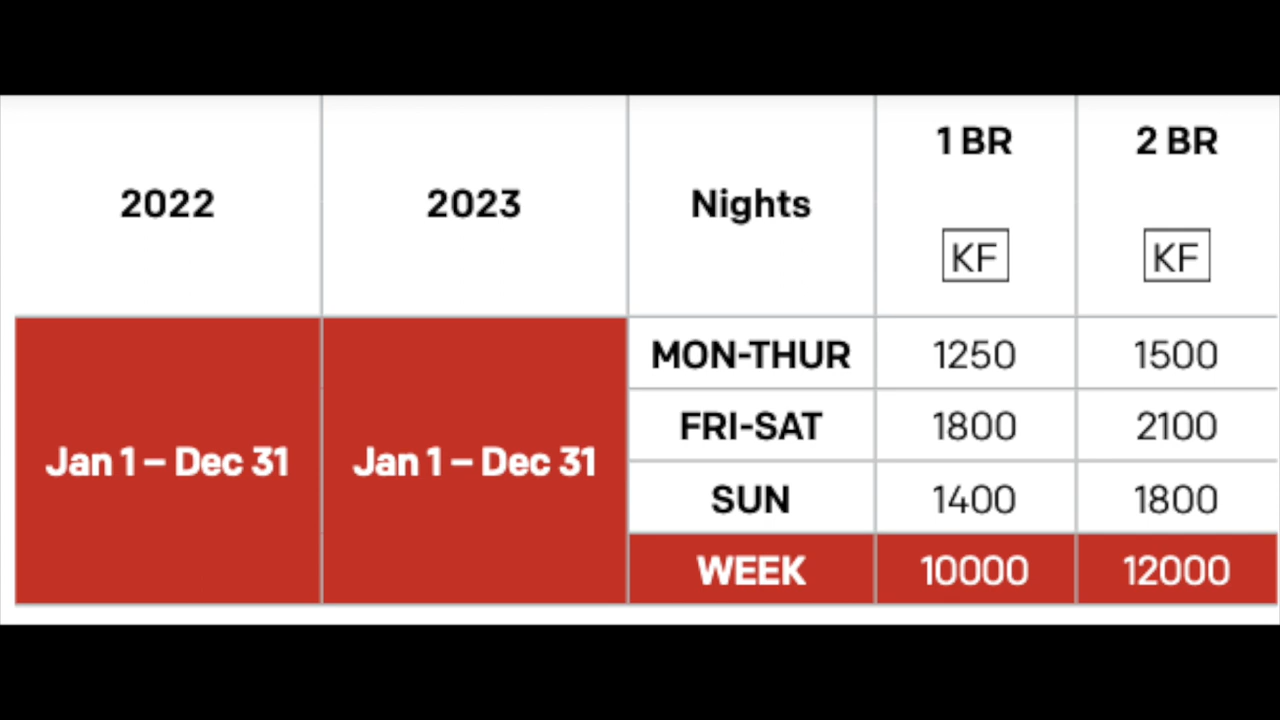 2022 2023 Nights 1 BR 2 BR
KF KF
MON-THUR 1250 1500
FRI-SAT 1800 2100
Jan 1 – Dec 31 Jan 1 – Dec 31
SUN 1400 1800
WEEK 10000 12000